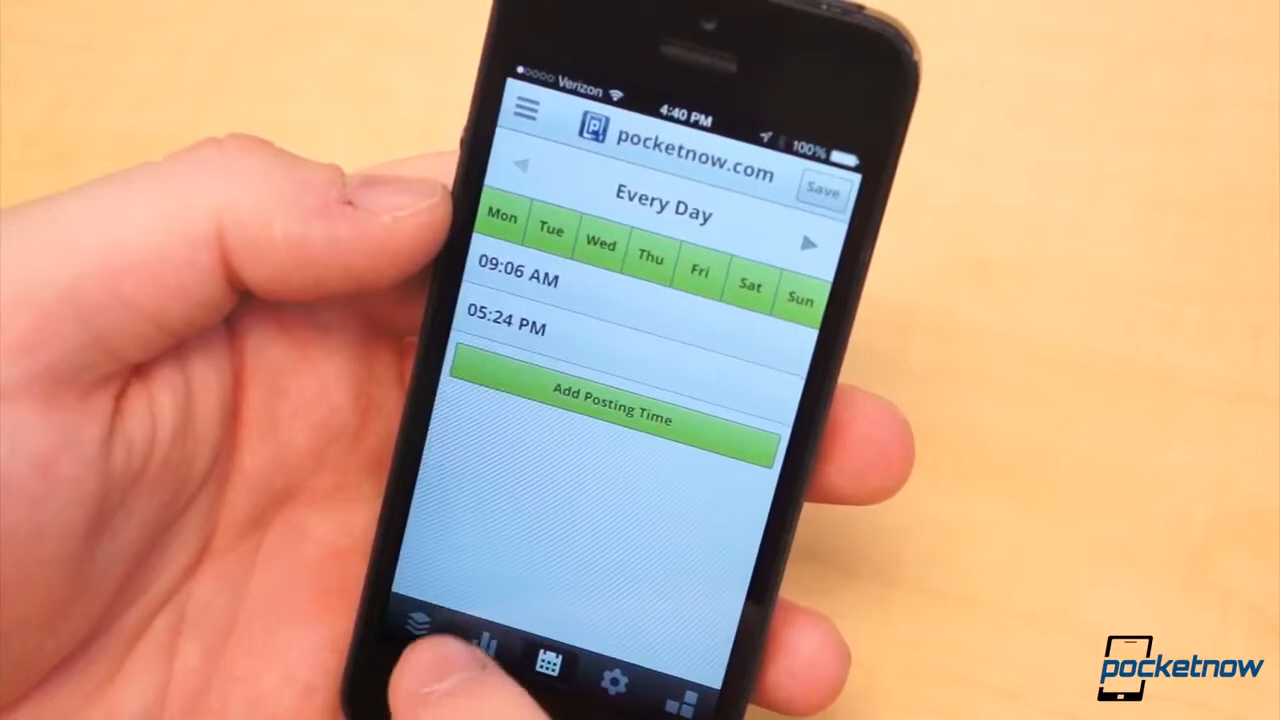 Verizon 4:40 PM 100%
P! pocketnow.com Save
Every Day
Mon Tue Wed Thu Fri Sat Sun
09:06 AM
05:24 PM
Add Posting Time
pocketnow